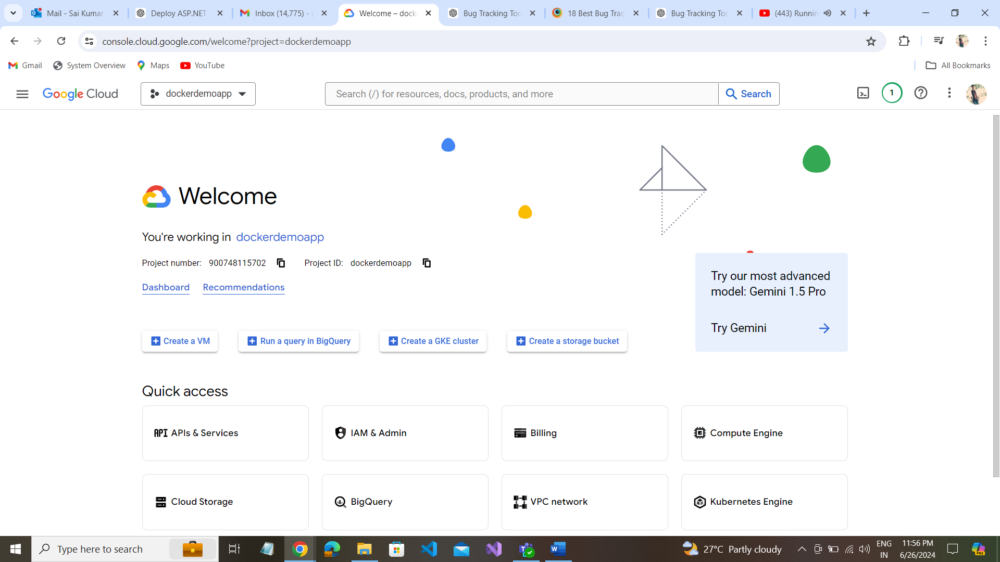 Mail - Sai Kumar
Deploy ASP.NET
Inbox (14,775) -
Welcome – dock
Bug Tracking Too
18 Best Bug Trac
Bug Tracking Too
(443) Runnin
console.cloud.google.com/welcome?project=dockerdemoapp
Gmail
System Overview
Maps
YouTube
All Bookmarks
Google Cloud
dockerdemoapp
Search (/) for resources, docs, products, and more
Search
1
Welcome
You're working in dockerdemoapp
Project number: 900748115702 Project ID: dockerdemoapp
Dashboard Recommendations
Try our most advanced
model: Gemini 1.5 Pro
Try Gemini
Create a VM
Run a query in BigQuery
Create a GKE cluster
Create a storage bucket
Quick access
API APIs & Services
IAM & Admin
Billing
Compute Engine
Cloud Storage
BigQuery
VPC network
Kubernetes Engine
Type here to search
27°C Partly cloudy
ENG
IN
11:56 PM
6/26/2024
PRE